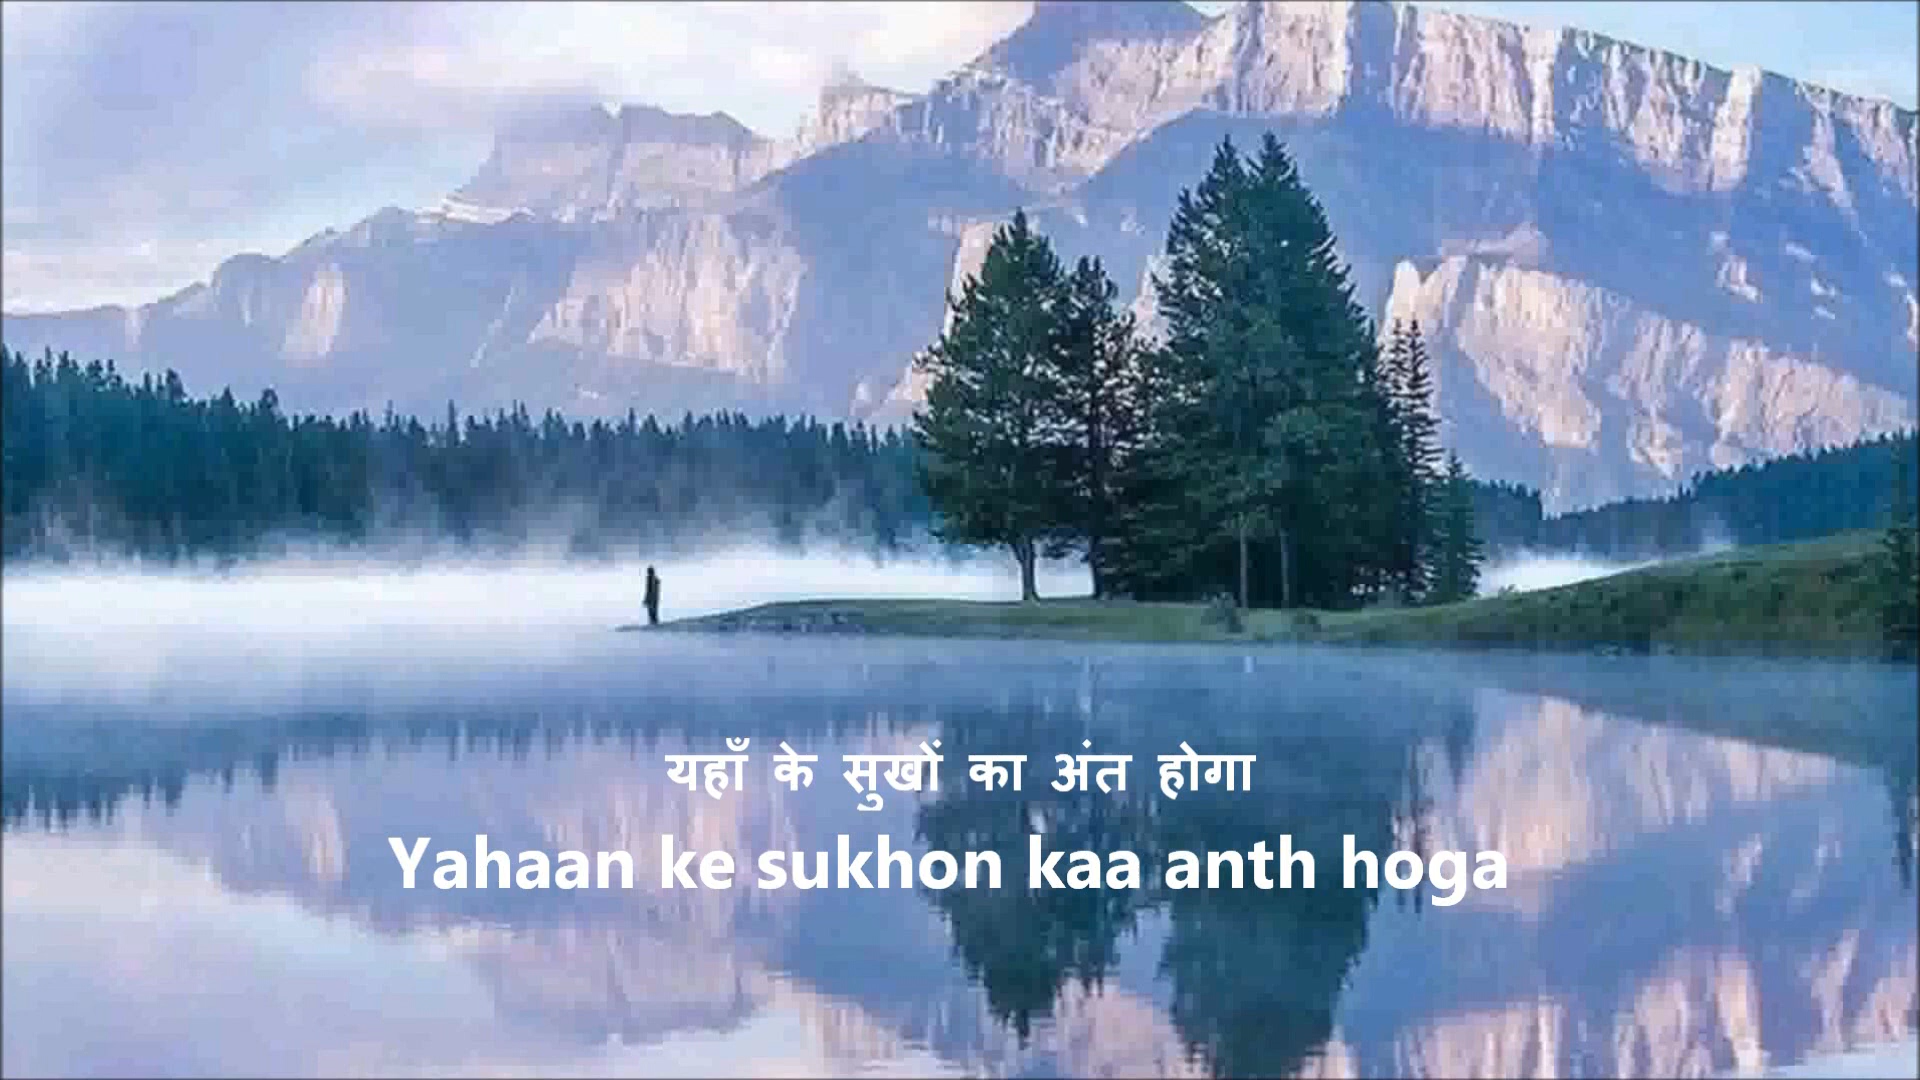 यहाँ के सुखों का अंत होगा
Yahaan ke sukhon kaa anth hoga